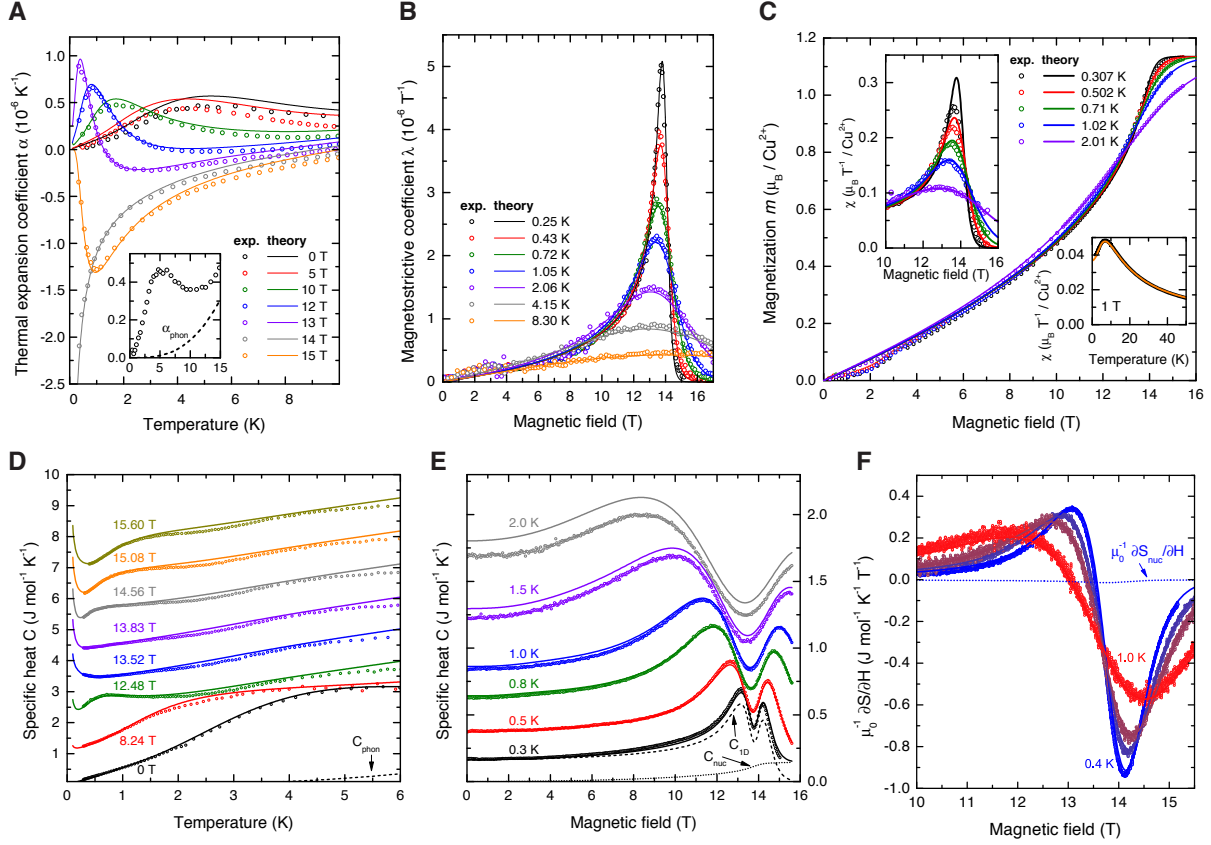 A
Thermal expansion coefficient α (10⁻⁶ K⁻¹)
1.0
0.5
0.0
-0.5
-1.0
-1.5
-2.0
-2.5
0 2 4 6 8
Temperature (K)
exp. theory
0 T
5 T
10 T
12 T
13 T
14 T
15 T
0.4
0.2
0.0
0 5 10 15
α_phon
B
Magnetostrictive coefficient λ (10⁻⁶ T⁻¹)
6
5
4
3
2
1
0
0 2 4 6 8 10 12 14 16
Magnetic field (T)
exp. theory
0.25 K
0.43 K
0.72 K
1.05 K
2.06 K
4.15 K
8.30 K
C
Magnetization m (μ_B / Cu²⁺)
1.2
1.0
0.8
0.6
0.4
0.2
0.0
0 2 4 6 8 10 12 14 16
Magnetic field (T)
exp. theory
0.307 K
0.502 K
0.71 K
1.02 K
2.01 K
χ (μ_B T⁻¹ / Cu²⁺)
0.3
0.2
0.1
0.0
10 12 14 16
Magnetic field (T)
χ (μ_B T⁻¹ / Cu²⁺)
0.04
0.02
0.00
1 T
0 20 40
Temperature (K)
D
Specific heat C (J mol⁻¹ K⁻¹)
10
9
8
7
6
5
4
3
2
1
0
15.60 T
15.08 T
14.56 T
13.83 T
13.52 T
12.48 T
8.24 T
0 T
C_phon
0 1 2 3 4 5 6
Temperature (K)
E
Specific heat C (J mol⁻¹ K⁻¹)
2.0
1.5
1.0
0.5
0.0
2.0 K
1.5 K
1.0 K
0.8 K
0.5 K
0.3 K
C_1D
C_nuc
0 2 4 6 8 10 12 14 16
Magnetic field (T)
F
μ₀⁻¹ ∂S/∂H (J mol⁻¹ K⁻¹ T⁻¹)
0.4
0.2
0.0
-0.2
-0.4
-0.6
-0.8
-1.0
μ₀⁻¹ ∂S_nuc/∂H
1.0 K
0.4 K
10 11 12 13 14 15
Magnetic field (T)